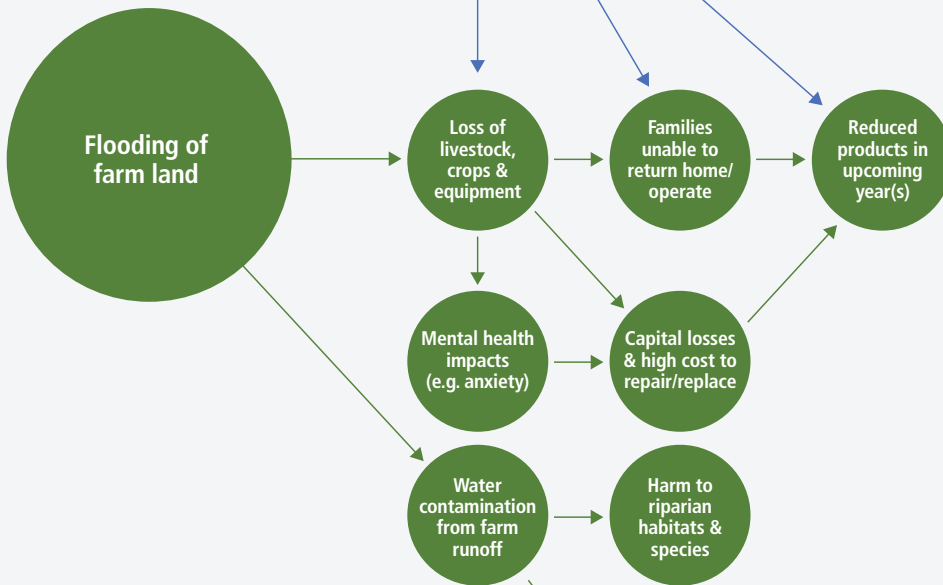 Flooding of
farm land
Loss of
livestock,
crops &
equipment
Families
unable to
return home/
operate
Reduced
products in
upcoming
year(s)
Mental health
impacts
(e.g. anxiety)
Capital losses
& high cost to
repair/replace
Water
contamination
from farm
runoff
Harm to
riparian
habitats &
species